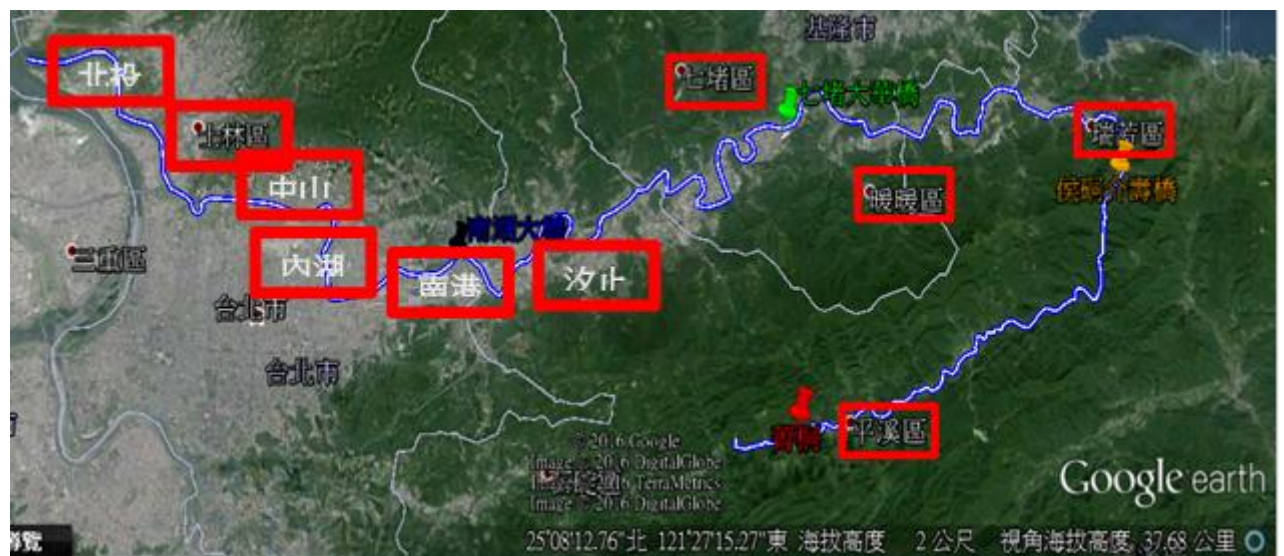 基隆市
北投
七堵區
七堵大華橋
士林區
瑞芳區
中山
暖暖區
侯硐介壽橋
南湖大橋
三重區
內湖
南港
汐止
台北市
台北市
平溪區
© 2016 Google
Image © 2016 DigitalGlobe
Image © 2016 TerraMetrics
Image © 2016 DigitalGlobe
Google earth
導覽
25°08'12.76"北 121°27'15.27"東 海拔高度 2 公尺 視角海拔高度 37.68 公里